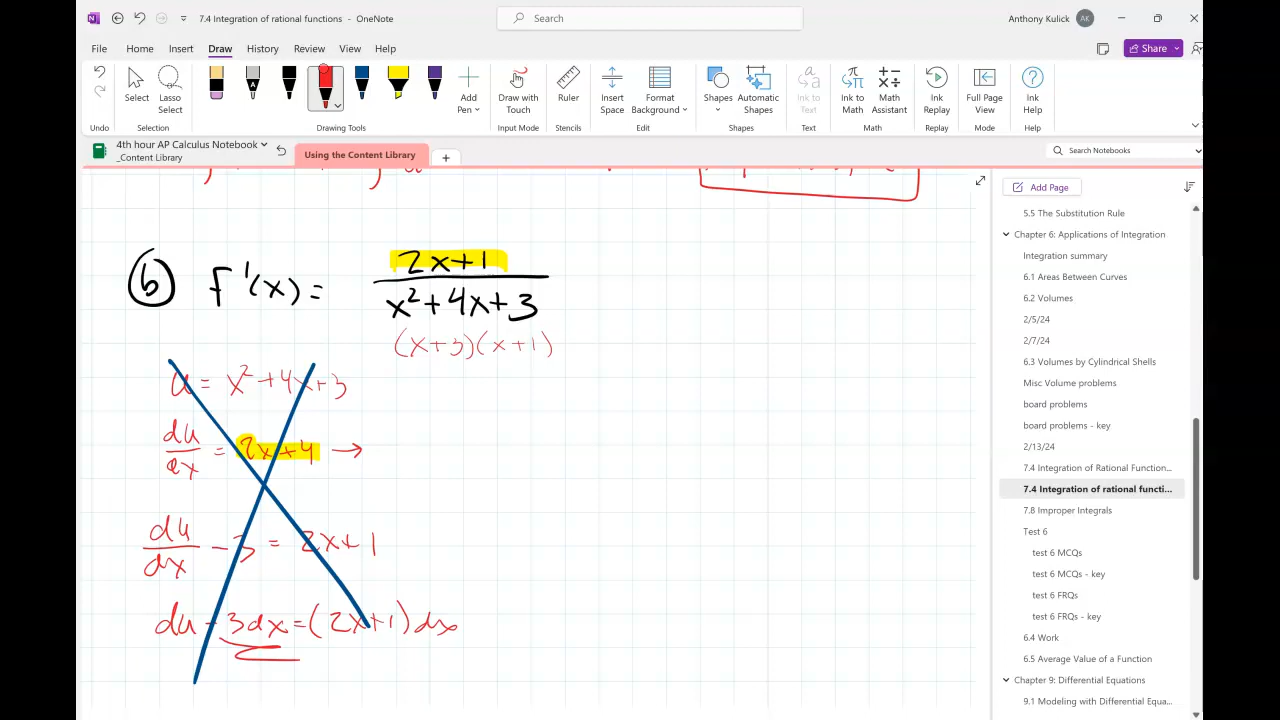 7.4 Integration of rational functions - OneNote
Search
Anthony Kulick
AK
File Home Insert Draw History Review View Help
Share
Select
Lasso Select
Add Pen
Draw with Touch
Ruler
Insert Space
Format Background
Shapes
Automatic Shapes
Ink to Text
Ink to Math
Math Assistant
Ink Replay
Full Page View
Ink Help
Undo
Selection
Drawing Tools
Input Mode
Stencils
Edit
Shapes
Text
Math
Replay
Mode
Help
4th hour AP Calculus Notebook
_Content Library
Using the Content Library
+
Search Notebooks
Add Page
5.5 The Substitution Rule
Chapter 6: Applications of Integration
Integration summary
6.1 Areas Between Curves
6.2 Volumes
2/5/24
2/7/24
6.3 Volumes by Cylindrical Shells
Misc Volume problems
board problems
board problems - key
2/13/24
7.4 Integration of Rational Function...
7.4 Integration of rational functi...
7.8 Improper Integrals
Test 6
test 6 MCQs
test 6 MCQs - key
test 6 FRQs
test 6 FRQs - key
6.4 Work
6.5 Average Value of a Function
Chapter 9: Differential Equations
9.1 Modeling with Differential Equa...
⑥ f'(x) = 2x+1
x²+4x+3
(x+3)(x+1)
u = x²+4x+3
du/dx = 2x+4 →
du/dx - 3 = 2x+1
du - 3dx = (2x+1)dx